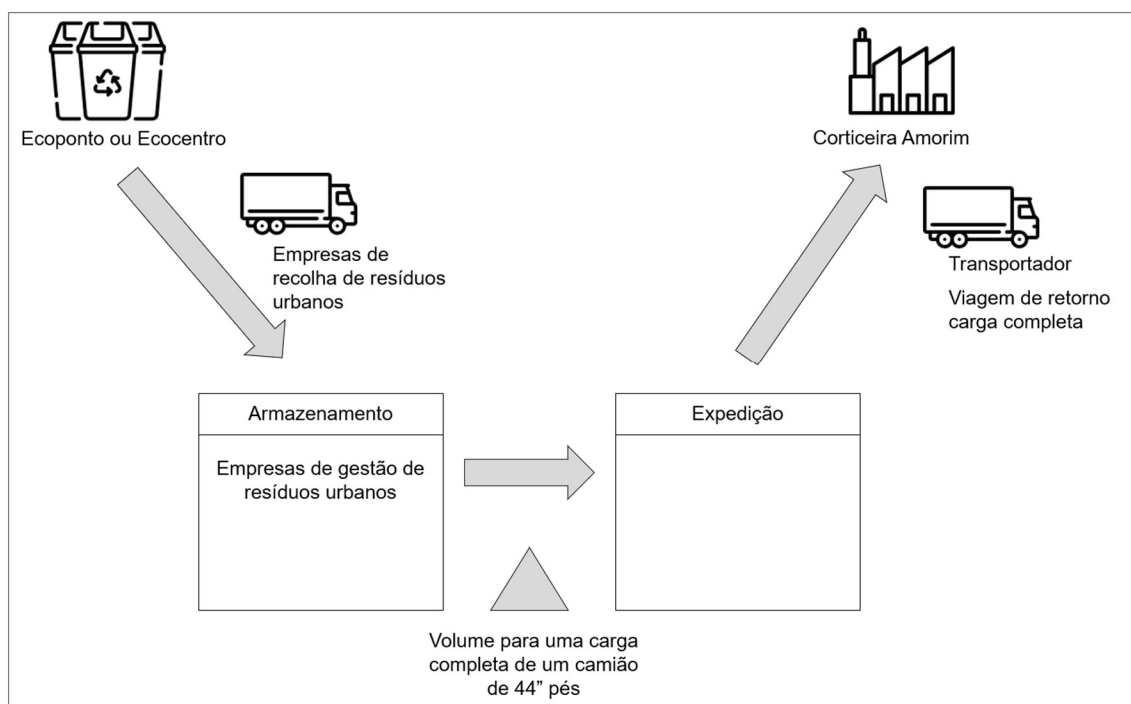 Ecoponto ou Ecocentro
Corticeira Amorim
Empresas de
recolha de resíduos
urbanos
Transportador
Viagem de retorno
carga completa
Armazenamento
Empresas de gestão de
resíduos urbanos
Expedição
Volume para uma carga
completa de um camião
de 44” pés